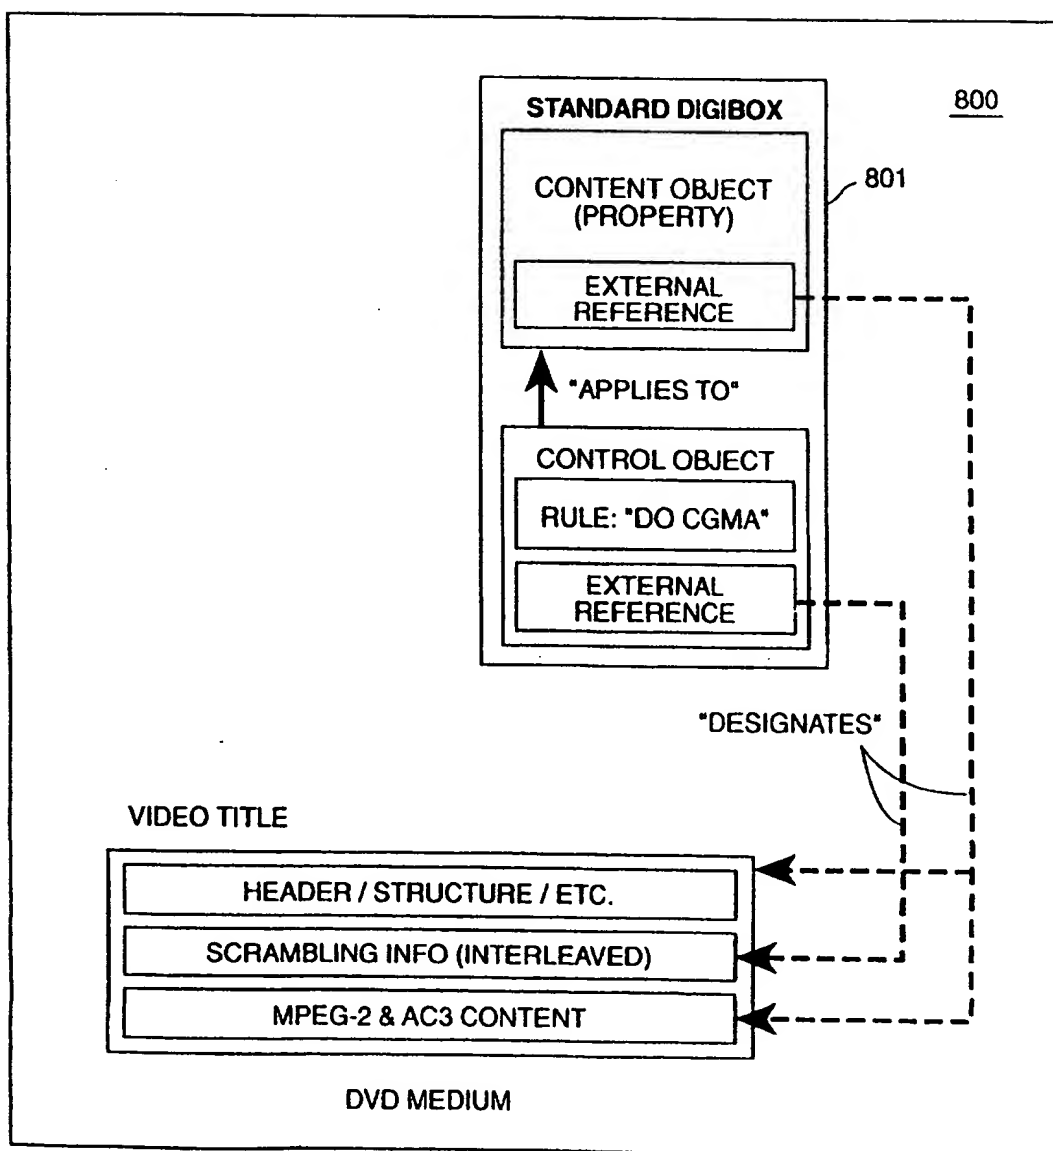 800
STANDARD DIGIBOX
801
CONTENT OBJECT
(PROPERTY)
EXTERNAL
REFERENCE
"APPLIES TO"
CONTROL OBJECT
RULE: "DO CGMA"
EXTERNAL
REFERENCE
"DESIGNATES"
VIDEO TITLE
HEADER / STRUCTURE / ETC.
SCRAMBLING INFO (INTERLEAVED)
MPEG-2 & AC3 CONTENT
DVD MEDIUM